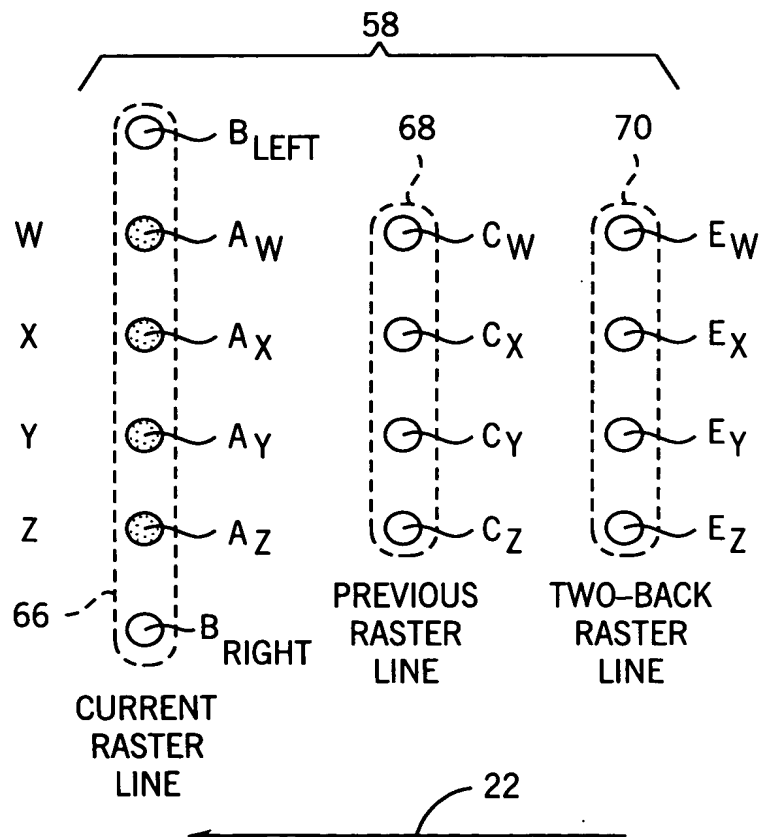 58
68
70
B LEFT
W
A W
C W
E W
X
A X
C X
E X
Y
A Y
C Y
E Y
Z
A Z
C Z
E Z
66
B RIGHT
PREVIOUS
RASTER
LINE
TWO-BACK
RASTER
LINE
CURRENT
RASTER
LINE
22